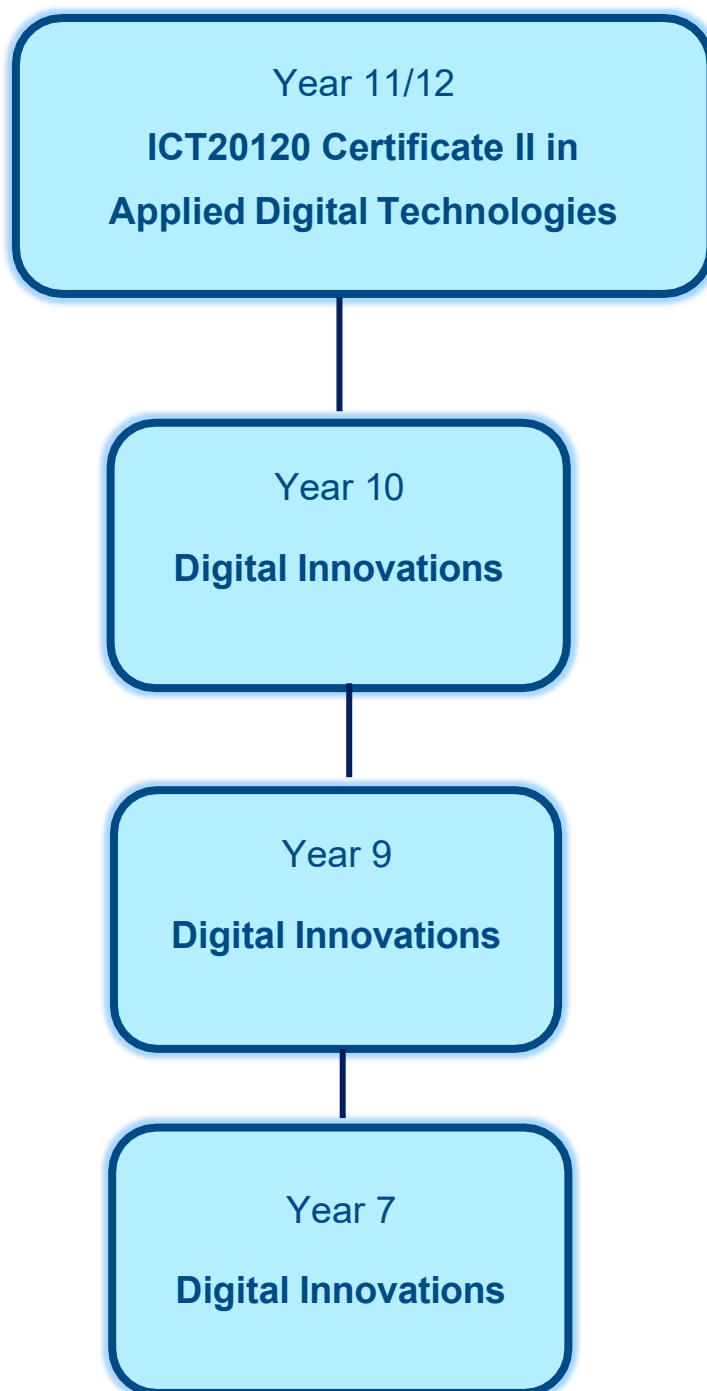 Year 11/12
ICT20120 Certificate II in
Applied Digital Technologies
Year 10
Digital Innovations
Year 9
Digital Innovations
Year 7
Digital Innovations